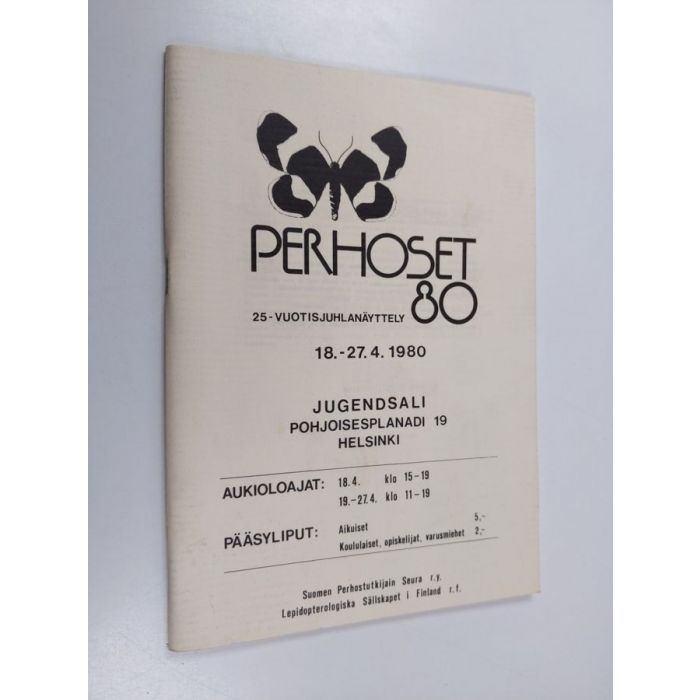 PERHOSET
80
25-VUOTISJUHLANÄYTTELY
18.-27.4.1980
JUGENDSALI
POHJOISESPLANADI 19
HELSINKI
AUKIOLOAJAT: 18.4. klo 15-19
19.-27.4. klo 11-19
PÄÄSYLIPUT: Aikuiset 5,-
Koululaiset, opiskelijat, varusmiehet 2,-
Suomen Perhostutkijain Seura r.y.
Lepidopterologiska Sällskapet i Finland r.f.